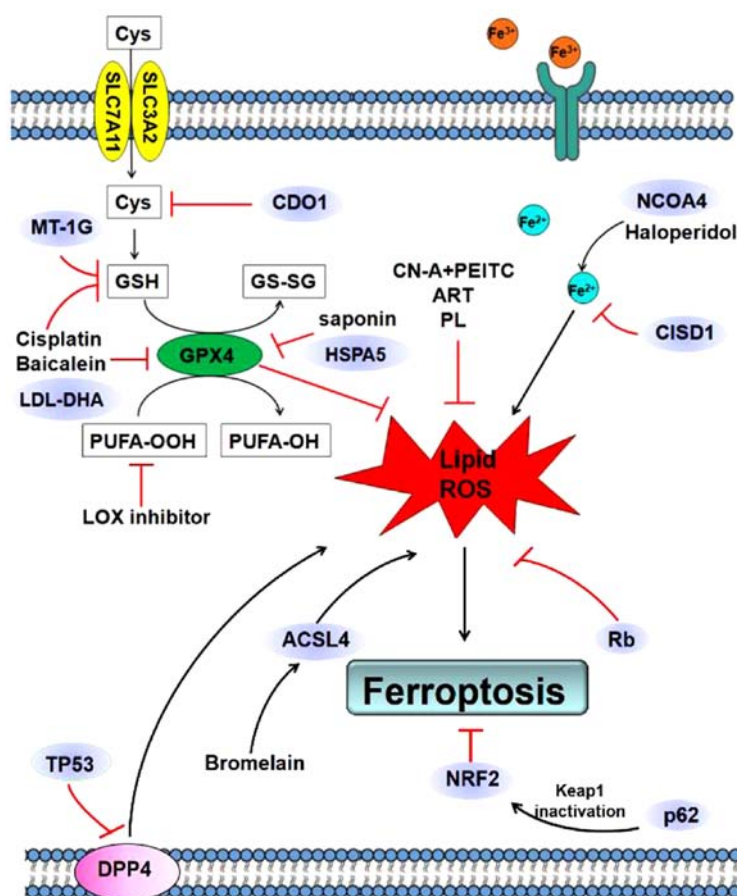 Cys
Fe³⁺
Fe³⁺
SLC7A11
SLC3A2
Cys
CDO1
NCOA4
Haloperidol
MT-1G
Fe²⁺
Fe²⁺
GSH
GS-SG
CN-A+PEITC
ART
PL
saponin
HSPA5
CISD1
Cisplatin
Baicalein
LDL-DHA
GPX4
PUFA-OOH
PUFA-OH
Lipid
ROS
LOX inhibitor
ACSL4
Rb
Ferroptosis
Bromelain
TP53
NRF2
Keap1
inactivation
p62
DPP4